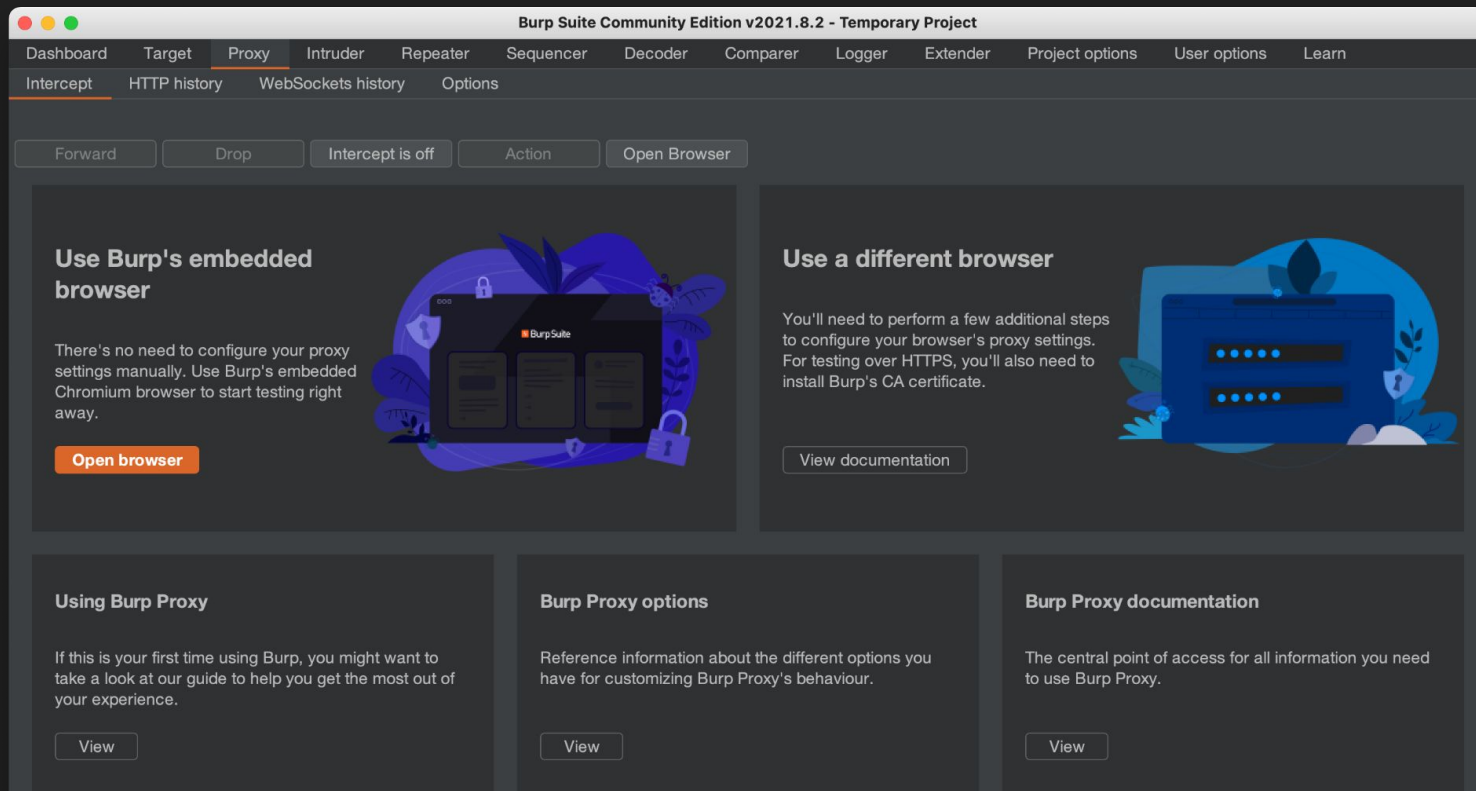 Burp Suite Community Edition v2021.8.2 - Temporary Project
Dashboard Target Proxy Intruder Repeater Sequencer Decoder Comparer Logger Extender Project options User options Learn
Intercept HTTP history WebSockets history Options
Forward Drop Intercept is off Action Open Browser
Use Burp's embedded
browser
There's no need to configure your proxy
settings manually. Use Burp's embedded
Chromium browser to start testing right
away.
Open browser
Burp Suite
Use a different browser
You'll need to perform a few additional steps
to configure your browser's proxy settings.
For testing over HTTPS, you'll also need to
install Burp's CA certificate.
View documentation
Using Burp Proxy
If this is your first time using Burp, you might want to
take a look at our guide to help you get the most out of
your experience.
View
Burp Proxy options
Reference information about the different options you
have for customizing Burp Proxy's behaviour.
View
Burp Proxy documentation
The central point of access for all information you need
to use Burp Proxy.
View